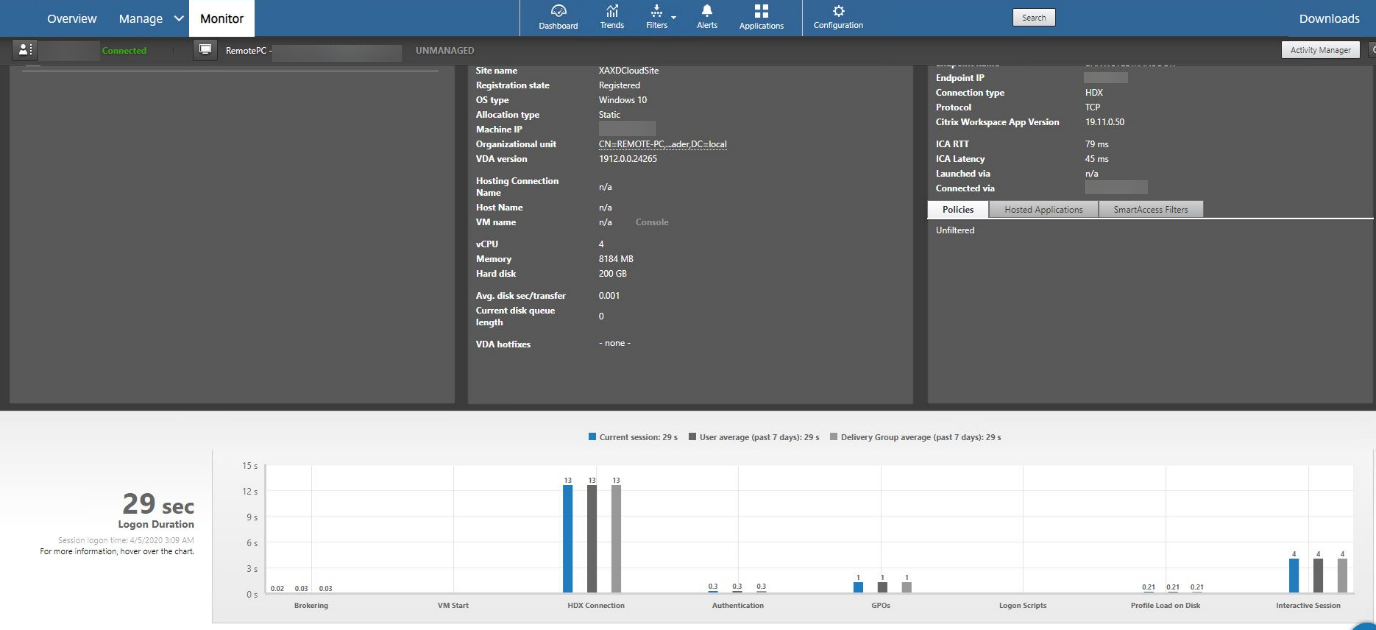 Overview Manage Monitor Dashboard Trends Filters Alerts Applications Configuration Search Downloads
Connected RemotePC - UNMANAGED Activity Manager
Site name XAXDCloudSite
Registration state Registered
OS type Windows 10
Allocation type Static
Machine IP
Organizational unit CN=REMOTE-PC,...ader,DC=local
VDA version 1912.0.0.24265
Hosting Connection
Name n/a
Host Name n/a
VM name n/a Console
vCPU 4
Memory 8184 MB
Hard disk 200 GB
Avg. disk sec/transfer 0.001
Current disk queue
length 0
VDA hotfixes - none -
Endpoint IP
Connection type HDX
Protocol TCP
Citrix Workspace App Version 19.11.0.50
ICA RTT 79 ms
ICA Latency 45 ms
Launched via n/a
Connected via
Policies Hosted Applications SmartAccess Filters
Unfiltered
Current session: 29 s User average (past 7 days): 29 s Delivery Group average (past 7 days): 29 s
29 sec
Logon Duration
Session logon time: 4/5/2020 3:09 AM
For more information, hover over the chart.
15 s
12 s
9 s
6 s
3 s
0 s
0.02 0.03 0.03
13 13 13
0.3 0.3 0.3
1 1 1
0.21 0.21 0.21
4 4 4
Brokering VM Start HDX Connection Authentication GPOs Logon Scripts Profile Load on Disk Interactive Session